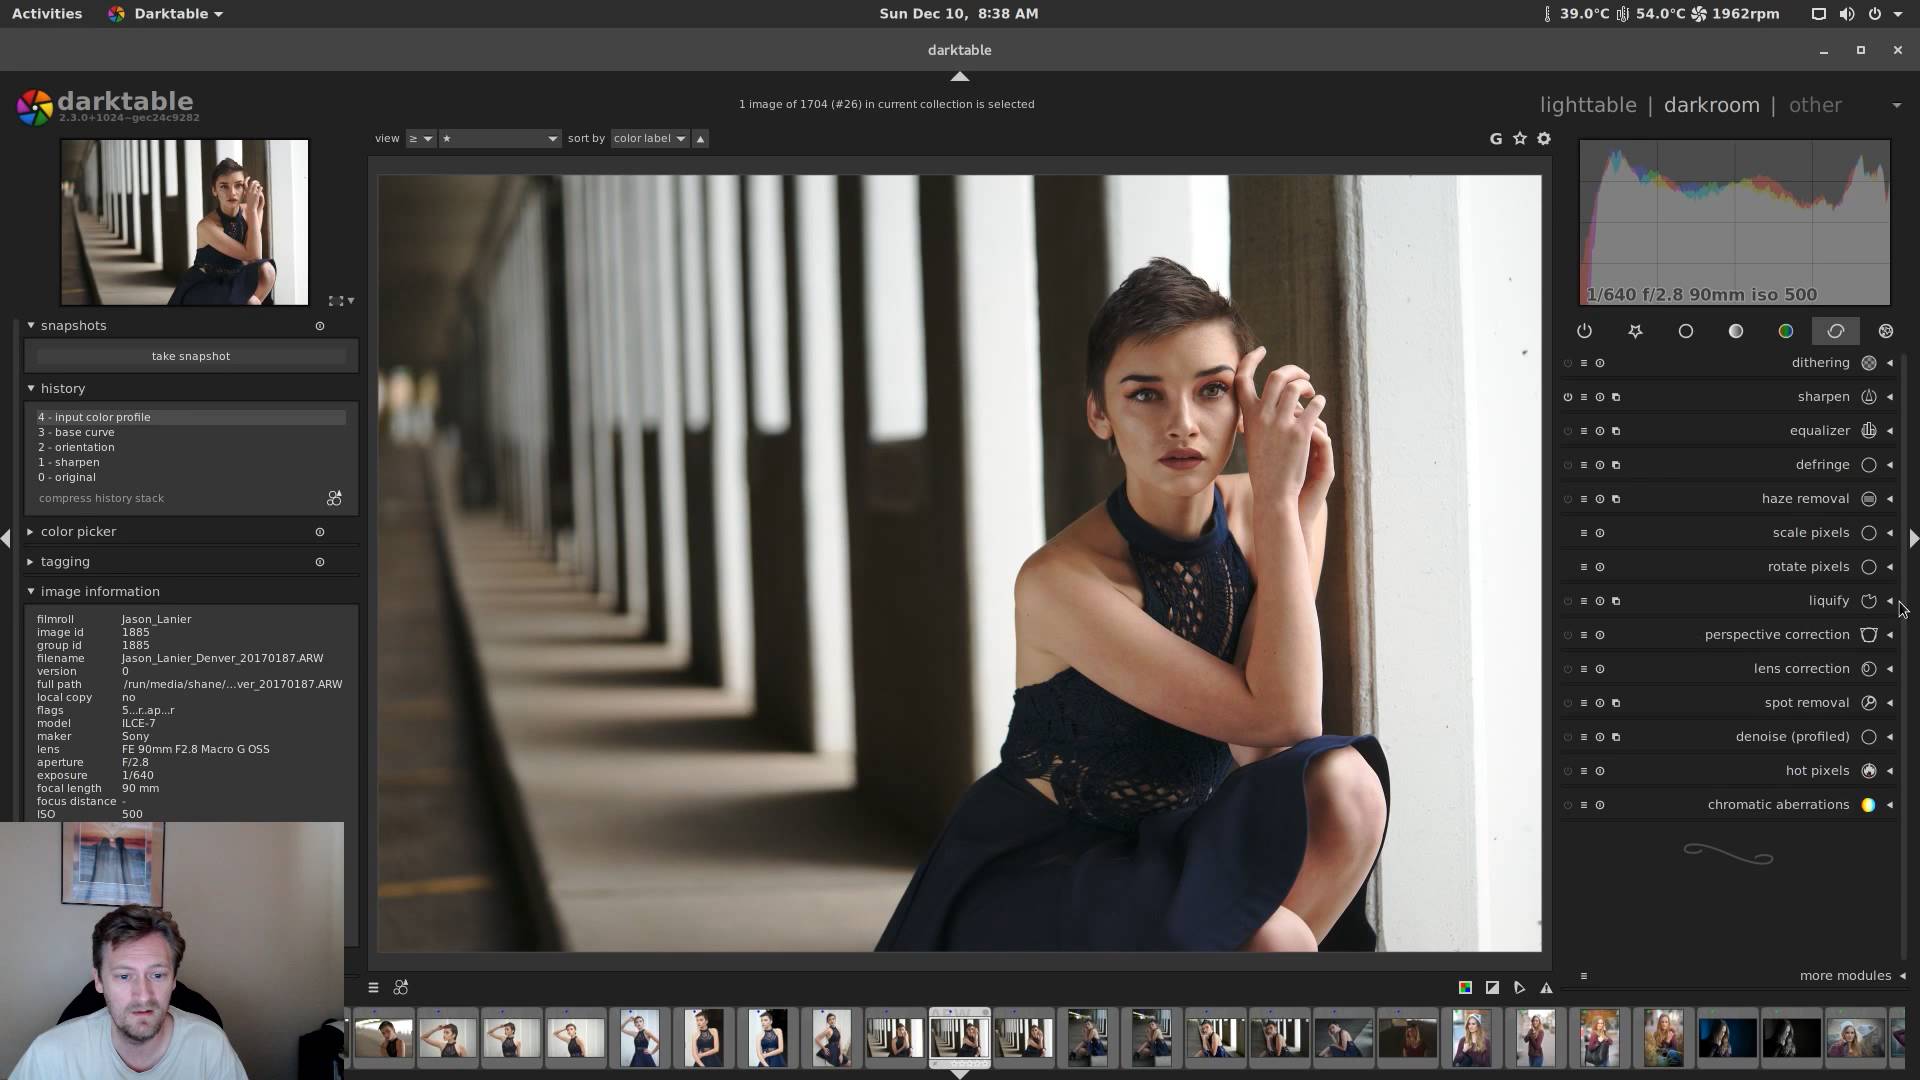 Activities Darktable Sun Dec 10, 8:38 AM 39.0°C 54.0°C 1962rpm
darktable
darktable
2.3.0+1024~gec24c9282
1 image of 1704 (#26) in current collection is selected
lighttable | darkroom | other
view ≥ ★ sort by color label
G
1/640 f/2.8 90mm iso 500
snapshots
take snapshot
history
4 - input color profile
3 - base curve
2 - orientation
1 - sharpen
0 - original
compress history stack
color picker
tagging
image information
filmroll Jason_Lanier
image id 1885
group id 1885
filename Jason_Lanier_Denver_20170187.ARW
version 0
full path /run/media/shane/...ver_20170187.ARW
local copy no
flags 5...r..ap...r
model ILCE-7
maker Sony
lens FE 90mm F2.8 Macro G OSS
aperture F/2.8
exposure 1/640
focal length 90 mm
focus distance -
ISO 500
dithering
sharpen
equalizer
defringe
haze removal
scale pixels
rotate pixels
liquify
perspective correction
lens correction
spot removal
denoise (profiled)
hot pixels
chromatic aberrations
more modules